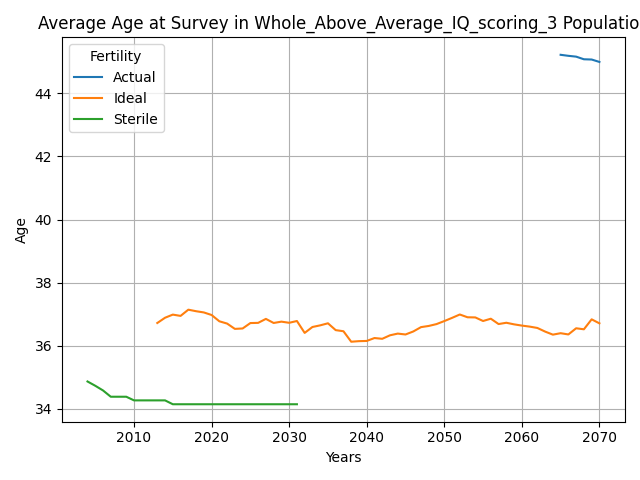 Average Age at Survey in Whole_Above_Average_IQ_scoring_3 Populatio
Fertility
Actual
Ideal
Sterile
Age
44
42
40
38
36
34
2010 2020 2030 2040 2050 2060 2070
Years